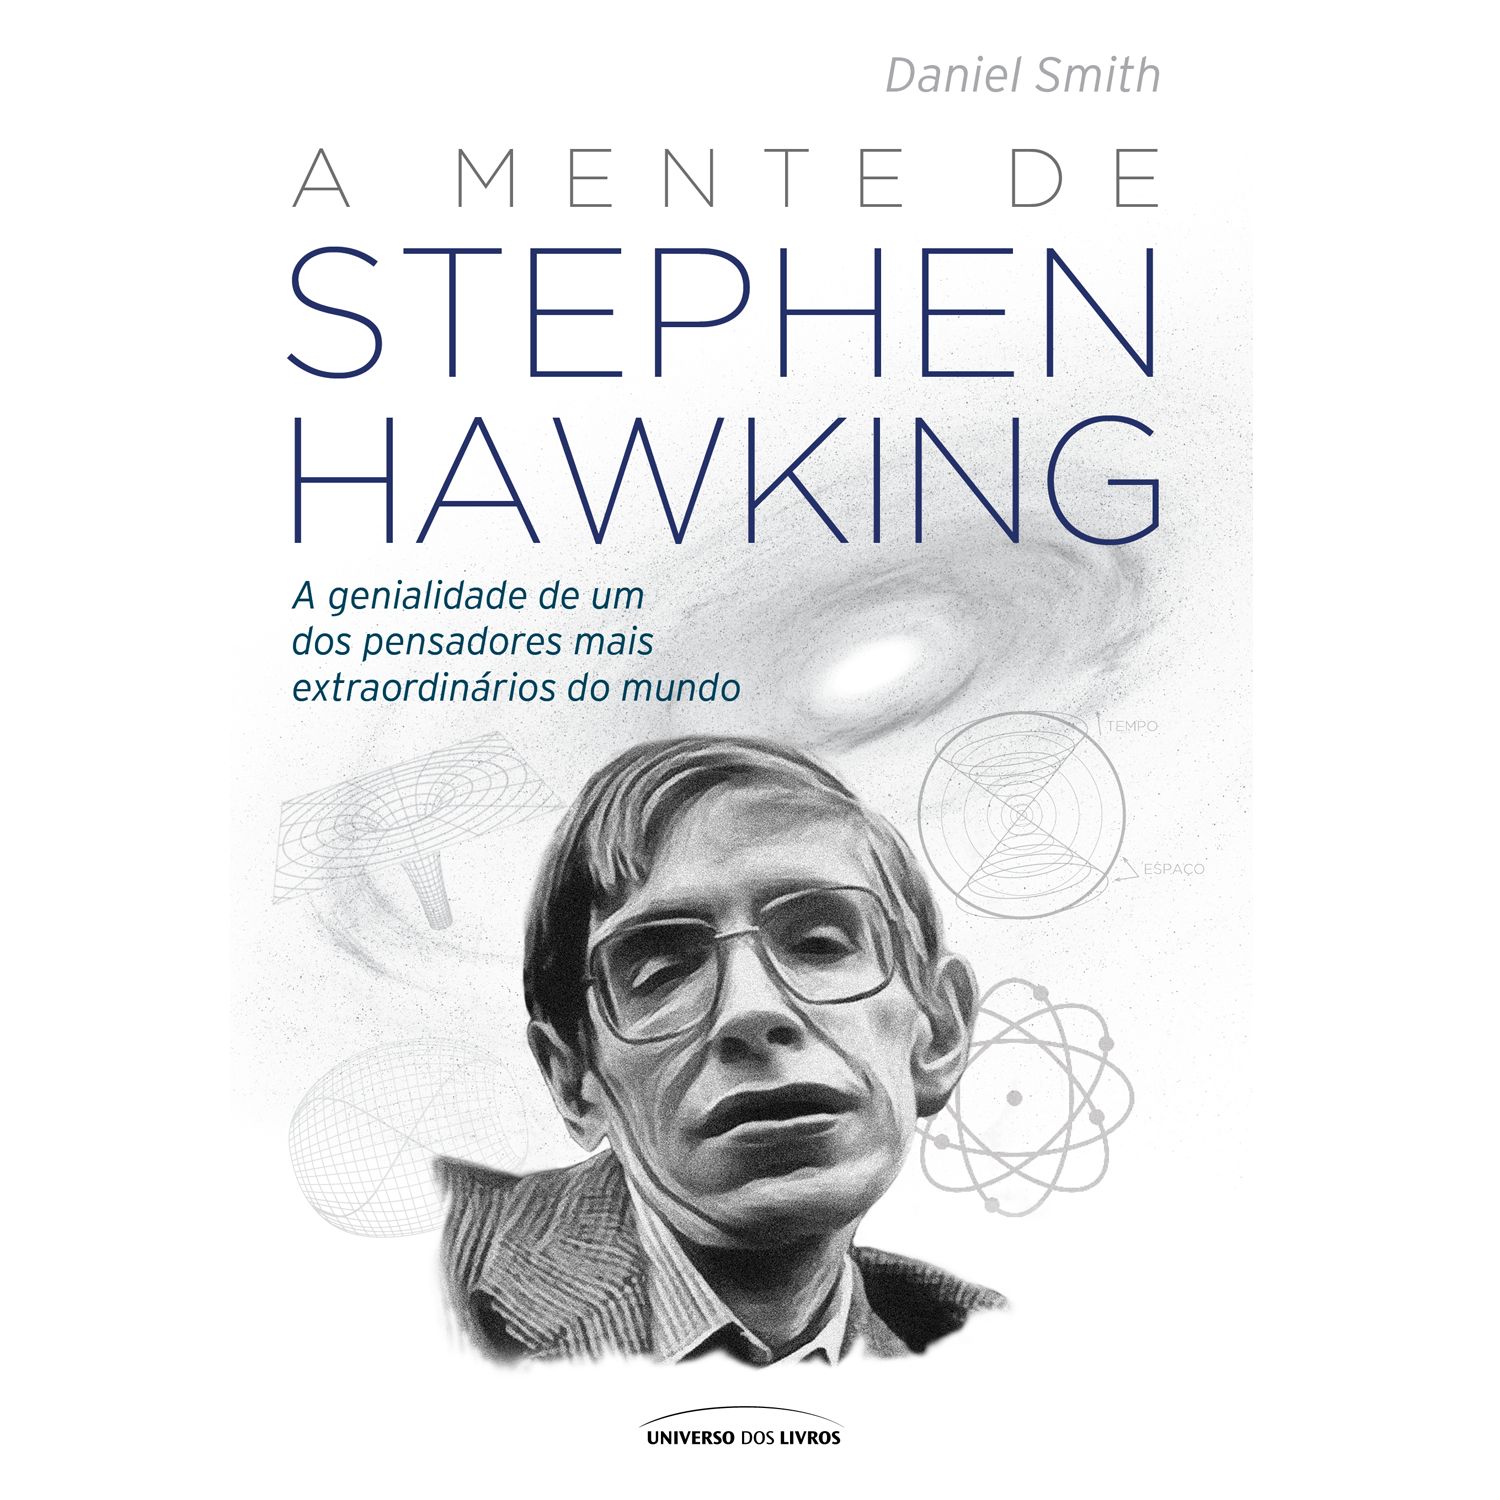 Daniel Smith
A MENTE DE
STEPHEN
HAWKING
A genialidade de um
dos pensadores mais
extraordinários do mundo
TEMPO
ESPAÇO
UNIVERSO DOS LIVROS